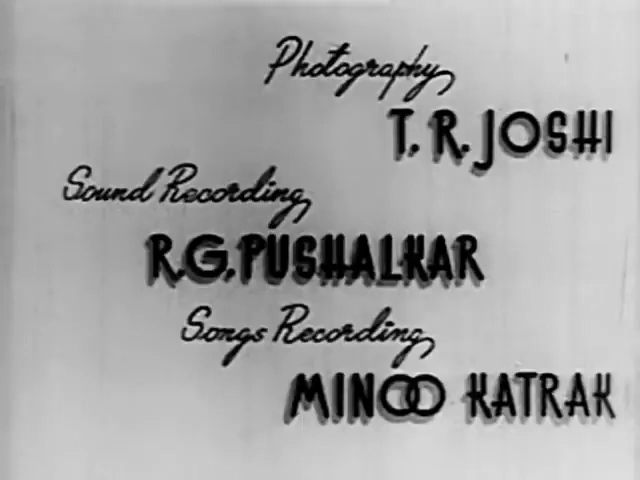 Photography
T. R. JOSHI
Sound Recording
R.G. PUSHALKAR
Songs Recording
MINOO KATRAK